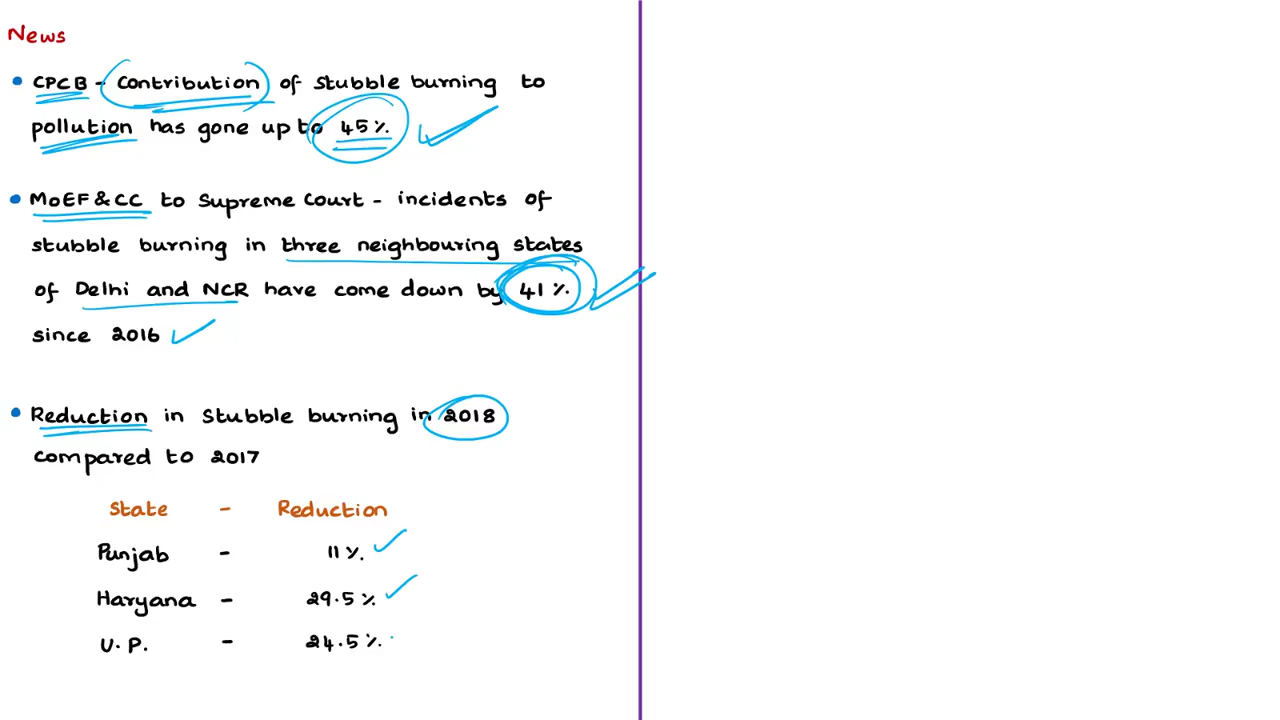 News
• CPCB - Contribution of stubble burning to
pollution has gone up to 45%
• MoEF&CC to Supreme Court - incidents of
stubble burning in three neighbouring states
of Delhi and NCR have come down by 41%
since 2016
• Reduction in stubble burning in 2018
compared to 2017
State - Reduction
Punjab - 11%
Haryana - 29.5%
U.P. - 24.5%